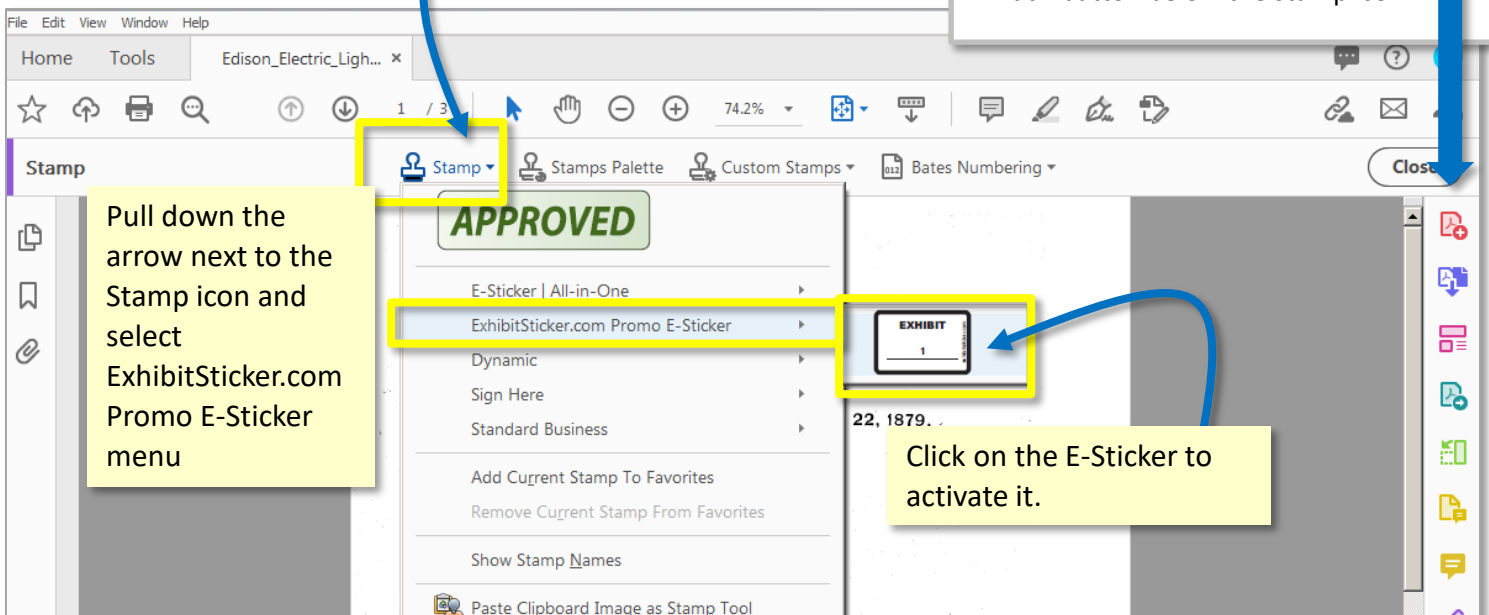 File Edit View Window Help
Home Tools Edison_Electric_Ligh... ×
1 / 3 74.2%
Stamp Stamp Stamps Palette Custom Stamps 012 Bates Numbering Close
Pull down the
arrow next to the
Stamp icon and
select
ExhibitSticker.com
Promo E-Sticker
menu
APPROVED
E-Sticker | All-in-One
ExhibitSticker.com Promo E-Sticker
Dynamic
Sign Here
Standard Business
Add Current Stamp To Favorites
Remove Current Stamp From Favorites
Show Stamp Names
Paste Clipboard Image as Stamp Tool
EXHIBIT
1
22, 1879.
Click on the E-Sticker to
activate it.